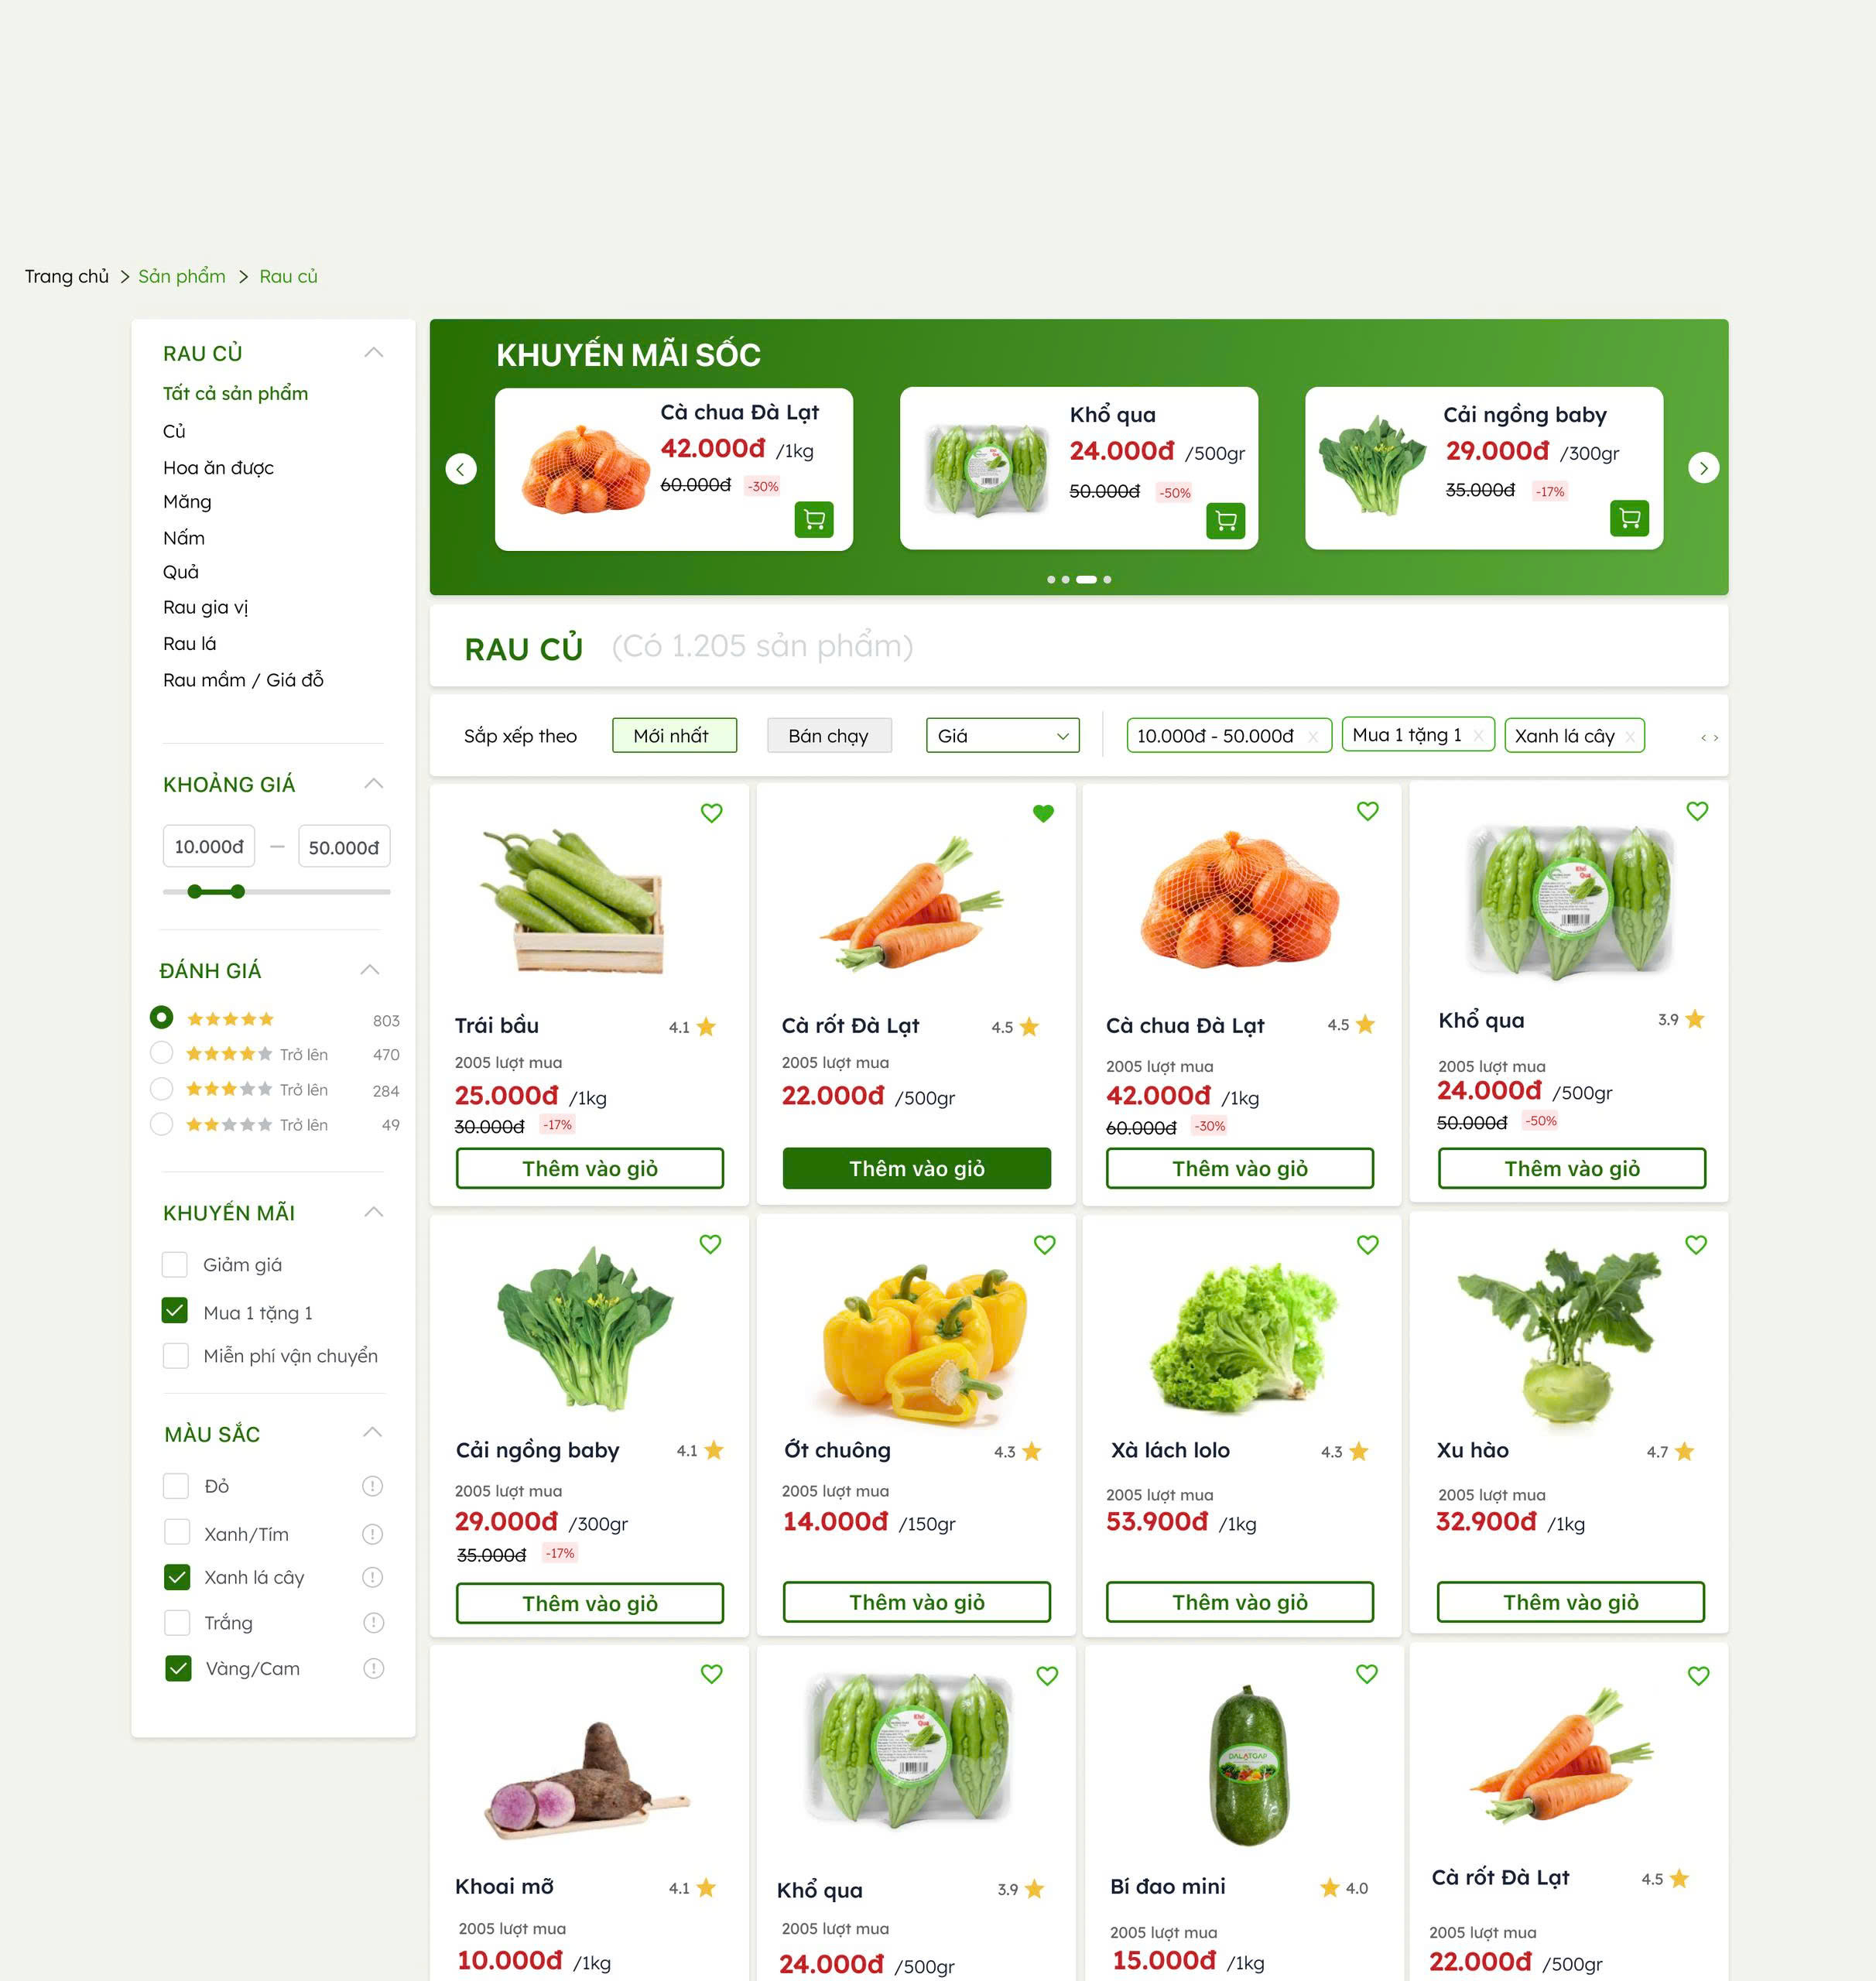 Trang chủ > Sản phẩm > Rau củ
RAU CỦ
Tất cả sản phẩm
Củ
Hoa ăn được
Măng
Nấm
Quả
Rau gia vị
Rau lá
Rau mầm / Giá đỗ
KHOẢNG GIÁ
10.000đ – 50.000đ
ĐÁNH GIÁ
803
Trở lên 470
Trở lên 284
Trở lên 49
KHUYẾN MÃI
Giảm giá
Mua 1 tặng 1
Miễn phí vận chuyển
MÀU SẮC
Đỏ
Xanh/Tím
Xanh lá cây
Trắng
Vàng/Cam
KHUYẾN MÃI SỐC
Cà chua Đà Lạt
42.000đ /1kg
60.000đ -30%
Khổ qua
24.000đ /500gr
50.000đ -50%
Cải ngồng baby
29.000đ /300gr
35.000đ -17%
RAU CỦ (Có 1.205 sản phẩm)
Sắp xếp theo Mới nhất Bán chạy Giá 10.000đ - 50.000đ x Mua 1 tặng 1 x Xanh lá cây x < >
Trái bầu 4.1
2005 lượt mua
25.000đ /1kg
30.000đ -17%
Thêm vào giỏ
Cà rốt Đà Lạt 4.5
2005 lượt mua
22.000đ /500gr
Thêm vào giỏ
Cà chua Đà Lạt 4.5
2005 lượt mua
42.000đ /1kg
60.000đ -30%
Thêm vào giỏ
Khổ Qua
Khổ qua 3.9
2005 lượt mua
24.000đ /500gr
50.000đ -50%
Thêm vào giỏ
Cải ngồng baby 4.1
2005 lượt mua
29.000đ /300gr
35.000đ -17%
Thêm vào giỏ
Ớt chuông 4.3
2005 lượt mua
14.000đ /150gr
Thêm vào giỏ
Xà lách lolo 4.3
2005 lượt mua
53.900đ /1kg
Thêm vào giỏ
Xu hào 4.7
2005 lượt mua
32.900đ /1kg
Thêm vào giỏ
Khoai mỡ 4.1
2005 lượt mua
10.000đ /1kg
Khổ Qua
Khổ qua 3.9
2005 lượt mua
24.000đ /500gr
DALATGAP
Bí đao mini 4.0
2005 lượt mua
15.000đ /1kg
Cà rốt Đà Lạt 4.5
2005 lượt mua
22.000đ /500gr